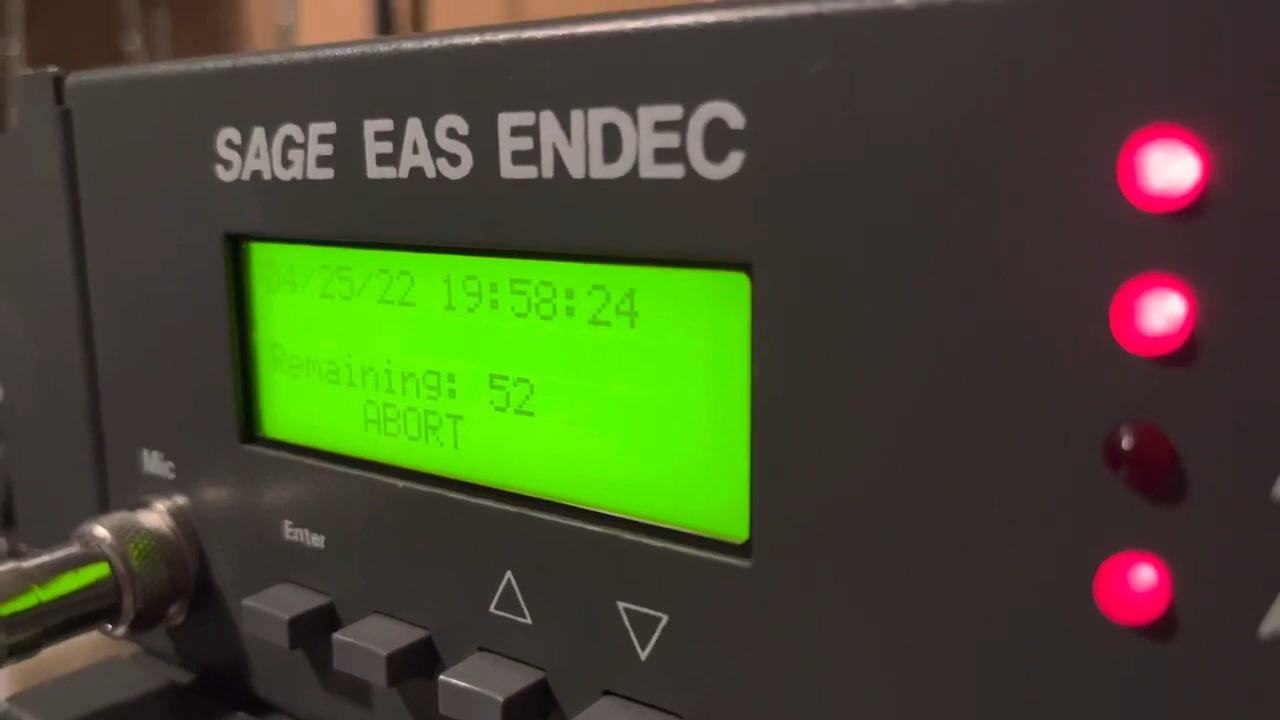 SAGE EAS ENDEC
04/25/22 19:58:24
Remaining: 52
ABORT
Mic
Enter